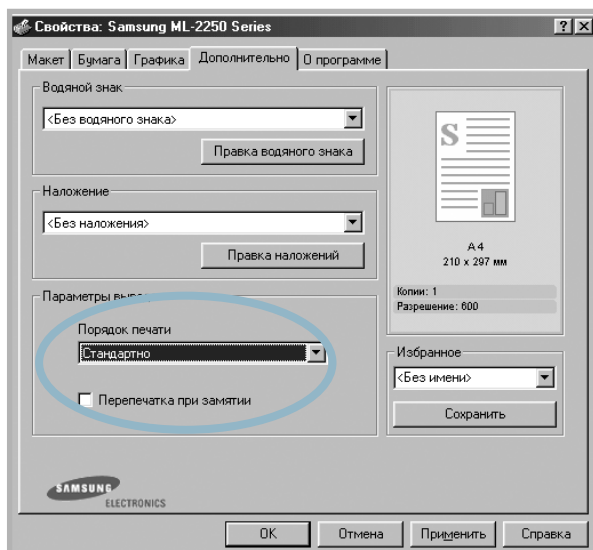 Свойства: Samsung ML-2250 Series
Макет Бумага Графика Дополнительно О программе
Водяной знак
<Без водяного знака>
Правка водяного знака
Наложение
<Без наложения>
Правка наложений
Параметры
Порядок печати
Стандартно
Перепечатка при замятии
S
A4
210 x 297 мм
Копии: 1
Разрешение: 600
Избранное
<Без имени>
Сохранить
SAMSUNG
ELECTRONICS
OK Отмена Применить Справка